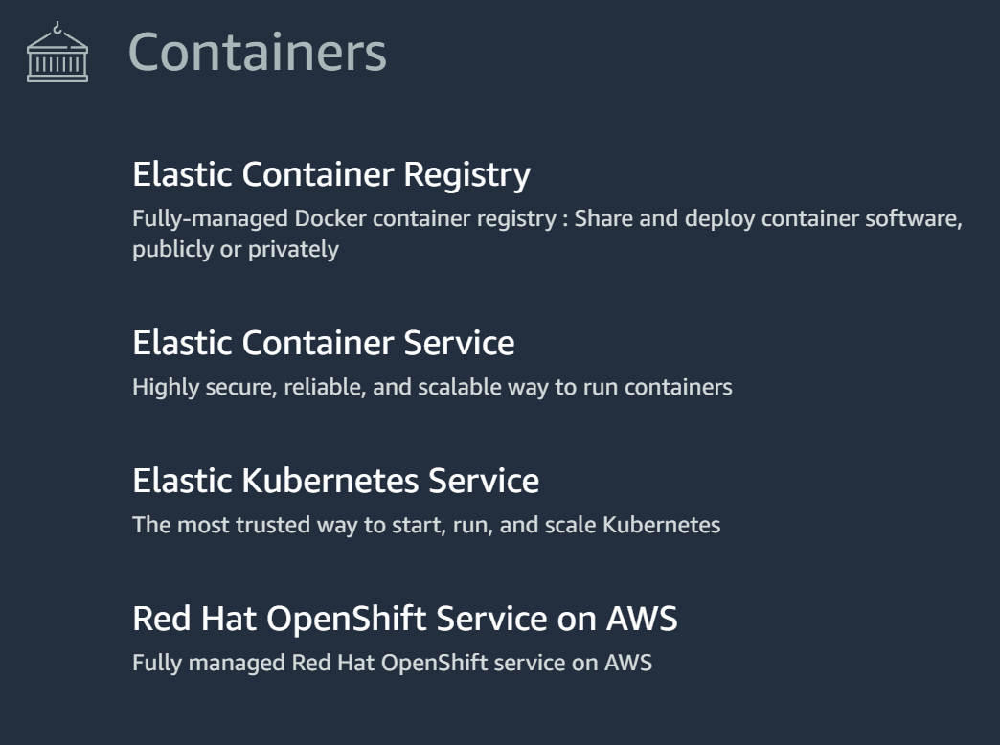 Containers
Elastic Container Registry
Fully-managed Docker container registry : Share and deploy container software,
publicly or privately
Elastic Container Service
Highly secure, reliable, and scalable way to run containers
Elastic Kubernetes Service
The most trusted way to start, run, and scale Kubernetes
Red Hat OpenShift Service on AWS
Fully managed Red Hat OpenShift service on AWS